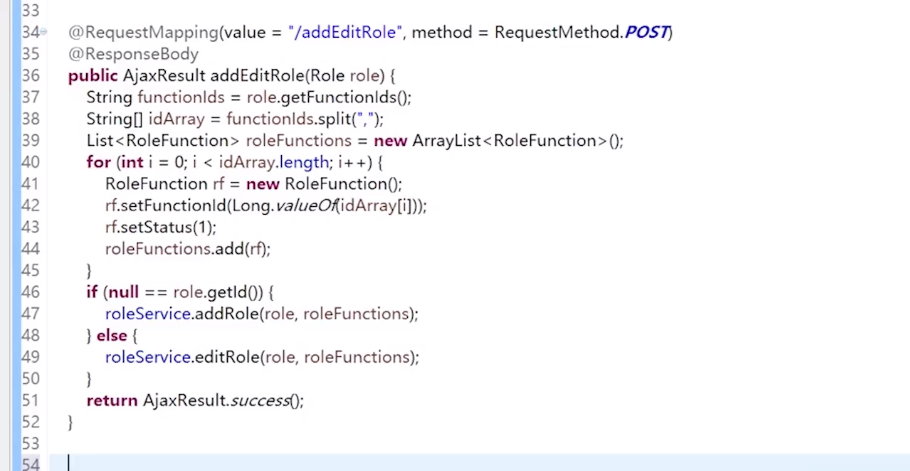 33
34 @RequestMapping(value = "/addEditRole", method = RequestMethod.POST)
35 @ResponseBody
36 public AjaxResult addEditRole(Role role) {
37 String functionIds = role.getFunctionIds();
38 String[] idArray = functionIds.split(",");
39 List<RoleFunction> roleFunctions = new ArrayList<RoleFunction>();
40 for (int i = 0; i < idArray.length; i++) {
41 RoleFunction rf = new RoleFunction();
42 rf.setFunctionId(Long.valueOf(idArray[i]));
43 rf.setStatus(1);
44 roleFunctions.add(rf);
45 }
46 if (null == role.getId()) {
47 roleService.addRole(role, roleFunctions);
48 } else {
49 roleService.editRole(role, roleFunctions);
50 }
51 return AjaxResult.success();
52 }
53
54